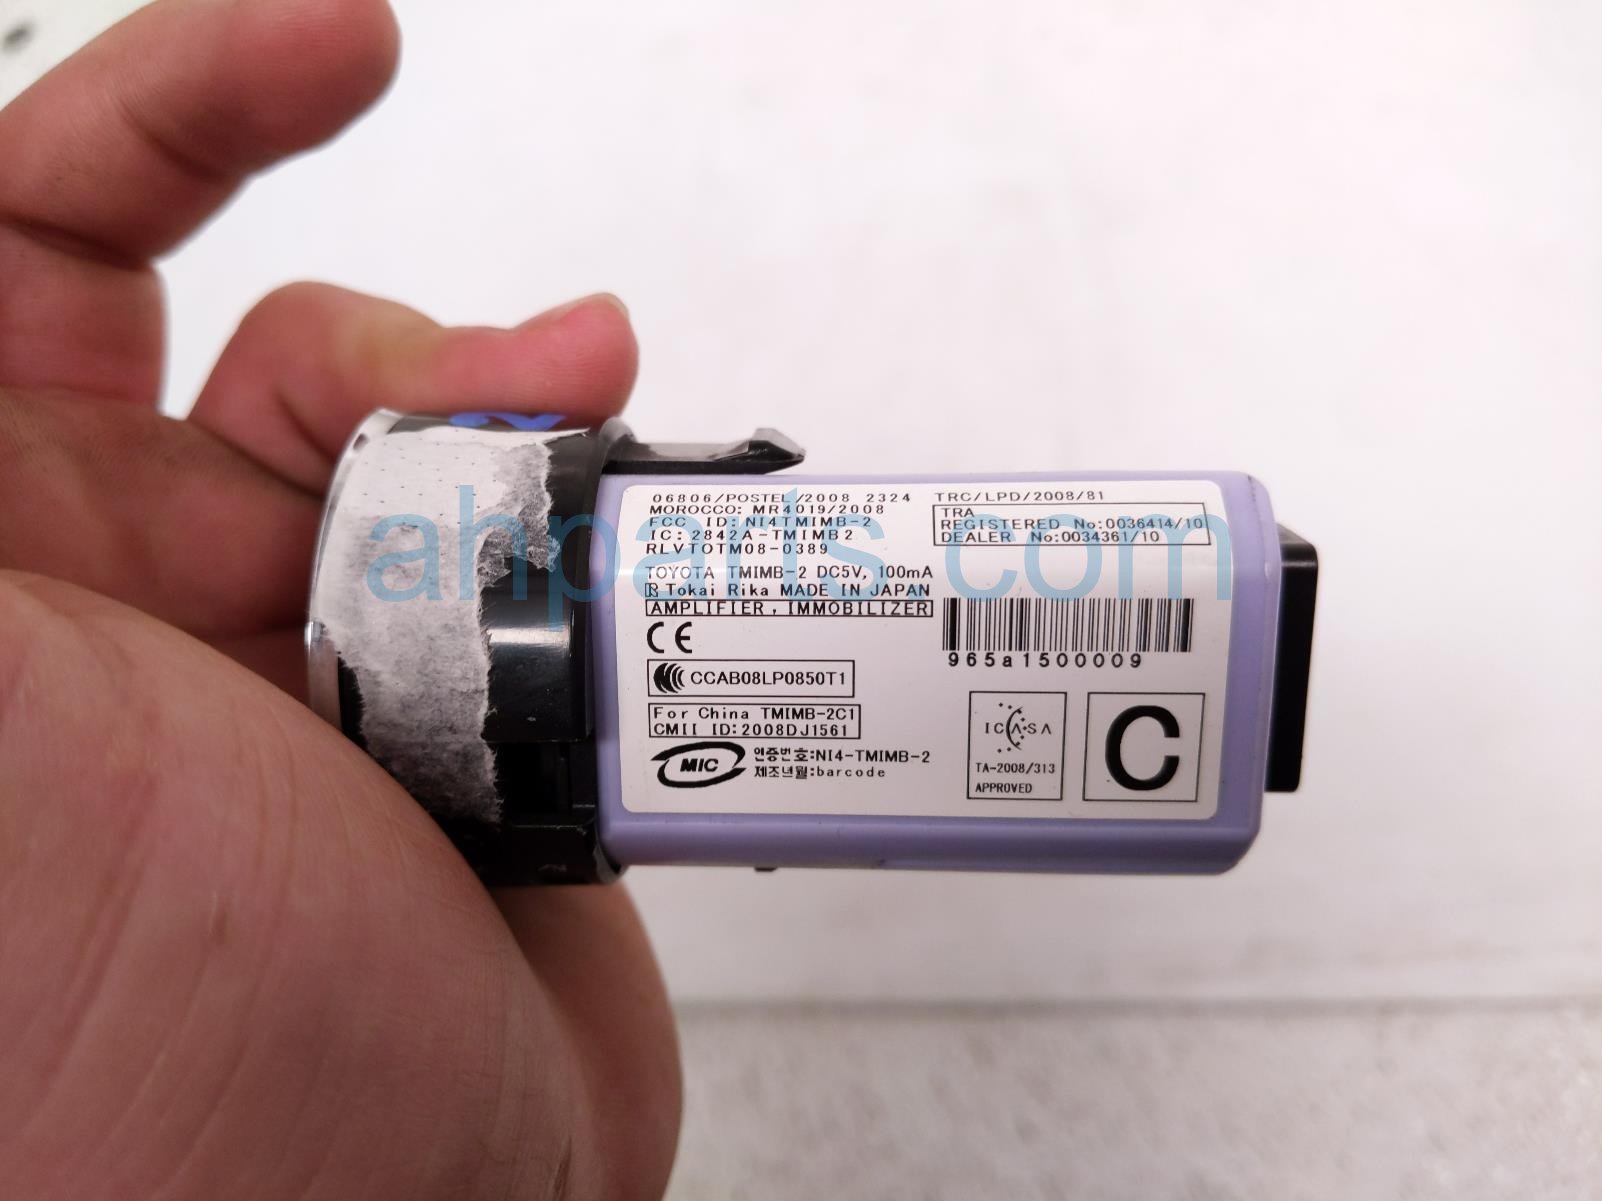 06806/POSTEL/2008 2324
MOROCCO: MR4019/2008
FCC ID:NI4TMIMB-2
IC:2842A-TMIMB2
RLVTOTM08-0389
TRC/LPD/2008/81
TRA
REGISTERED No:0036414/10
DEALER No:0034361/10
TOYOTA TMIMB-2 DC5V, 100mA
Tokai Rika MADE IN JAPAN
AMPLIFIER, IMMOBILIZER
965a1500009
CE
CCAB08LP0850T1
For China TMIMB-2C1
CMII ID:2008DJ1561
MIC
인증번호:NI4-TMIMB-2
제조년월:barcode
ICASA
TA-2008/313
APPROVED
C
ahparts.com